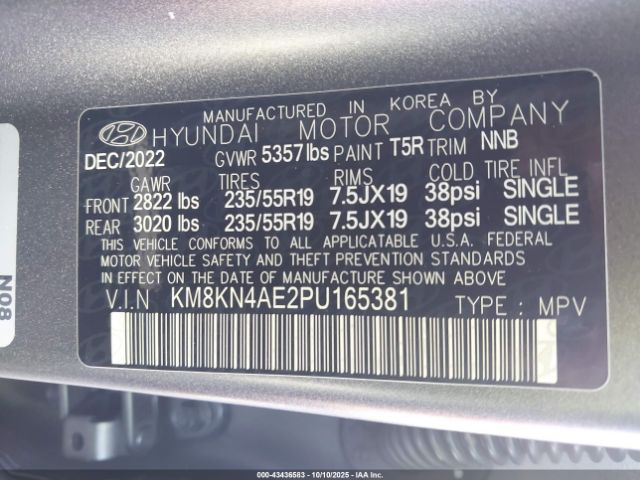 MANUFACTURED IN KOREA BY
HYUNDAI MOTOR COMPANY
DEC/2022 GVWR 5357 lbs PAINT T5R TRIM NNB
GAWR TIRES RIMS COLD TIRE INFL
FRONT 2822 lbs 235/55R19 7.5JX19 38psi SINGLE
REAR 3020 lbs 235/55R19 7.5JX19 38psi SINGLE
THIS VEHICLE CONFORMS TO ALL APPLICABLE U.S.A. FEDERAL
MOTOR VEHICLE SAFETY AND THEFT PREVENTION STANDARDS
IN EFFECT ON THE DATE OF MANUFACTURE SHOWN ABOVE.
V.I.N KM8KN4AE2PU165381 TYPE: MPV
N08
000-43436583 - 10/10/2025 - IAAI, Inc.